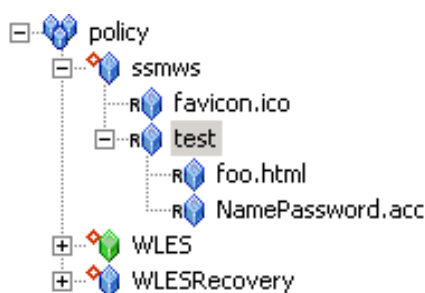 policy
ssmws
R favicon.ico
R test
R foo.html
R NamePassword.acc
WLES
WLESRecovery